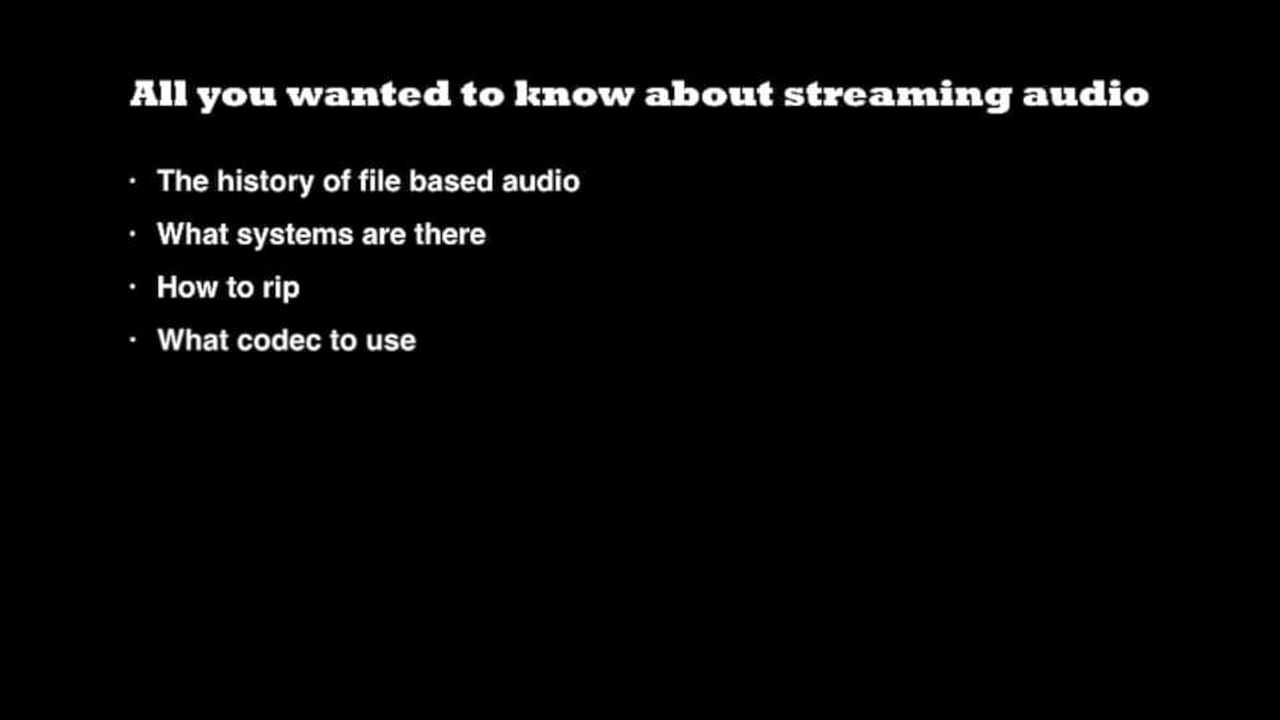 All you wanted to know about streaming audio
· The history of file based audio
· What systems are there
· How to rip
· What codec to use